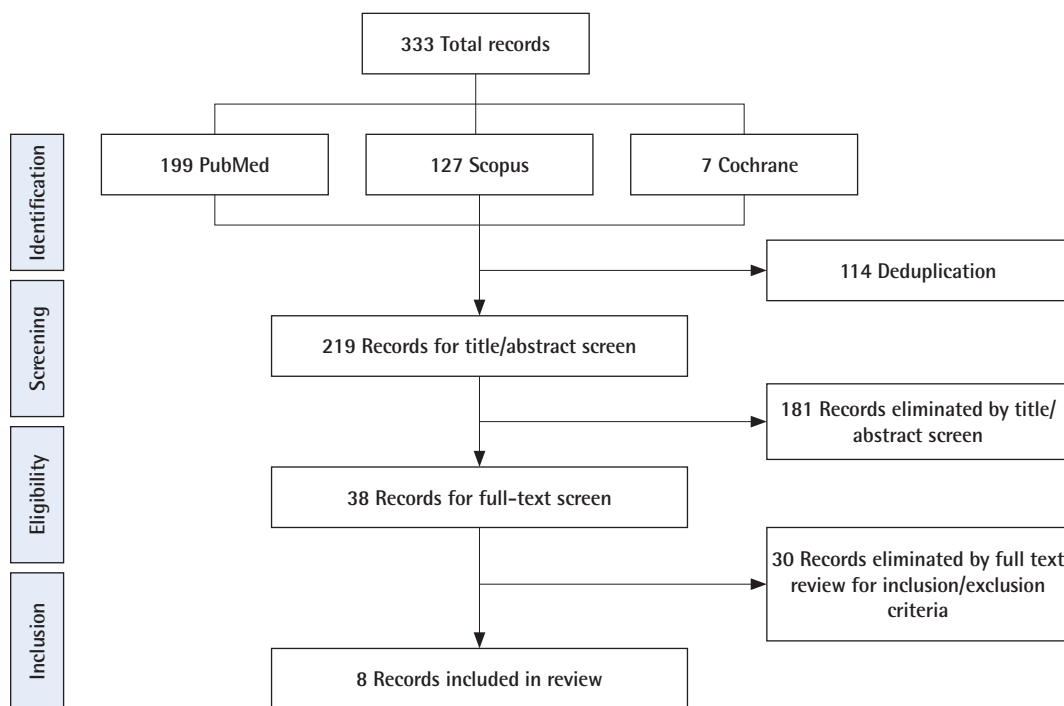 333 Total records
199 PubMed
127 Scopus
7 Cochrane
Identification
114 Deduplication
Screening
219 Records for title/abstract screen
181 Records eliminated by title/
abstract screen
Eligibility
38 Records for full-text screen
30 Records eliminated by full text
review for inclusion/exclusion
criteria
Inclusion
8 Records included in review